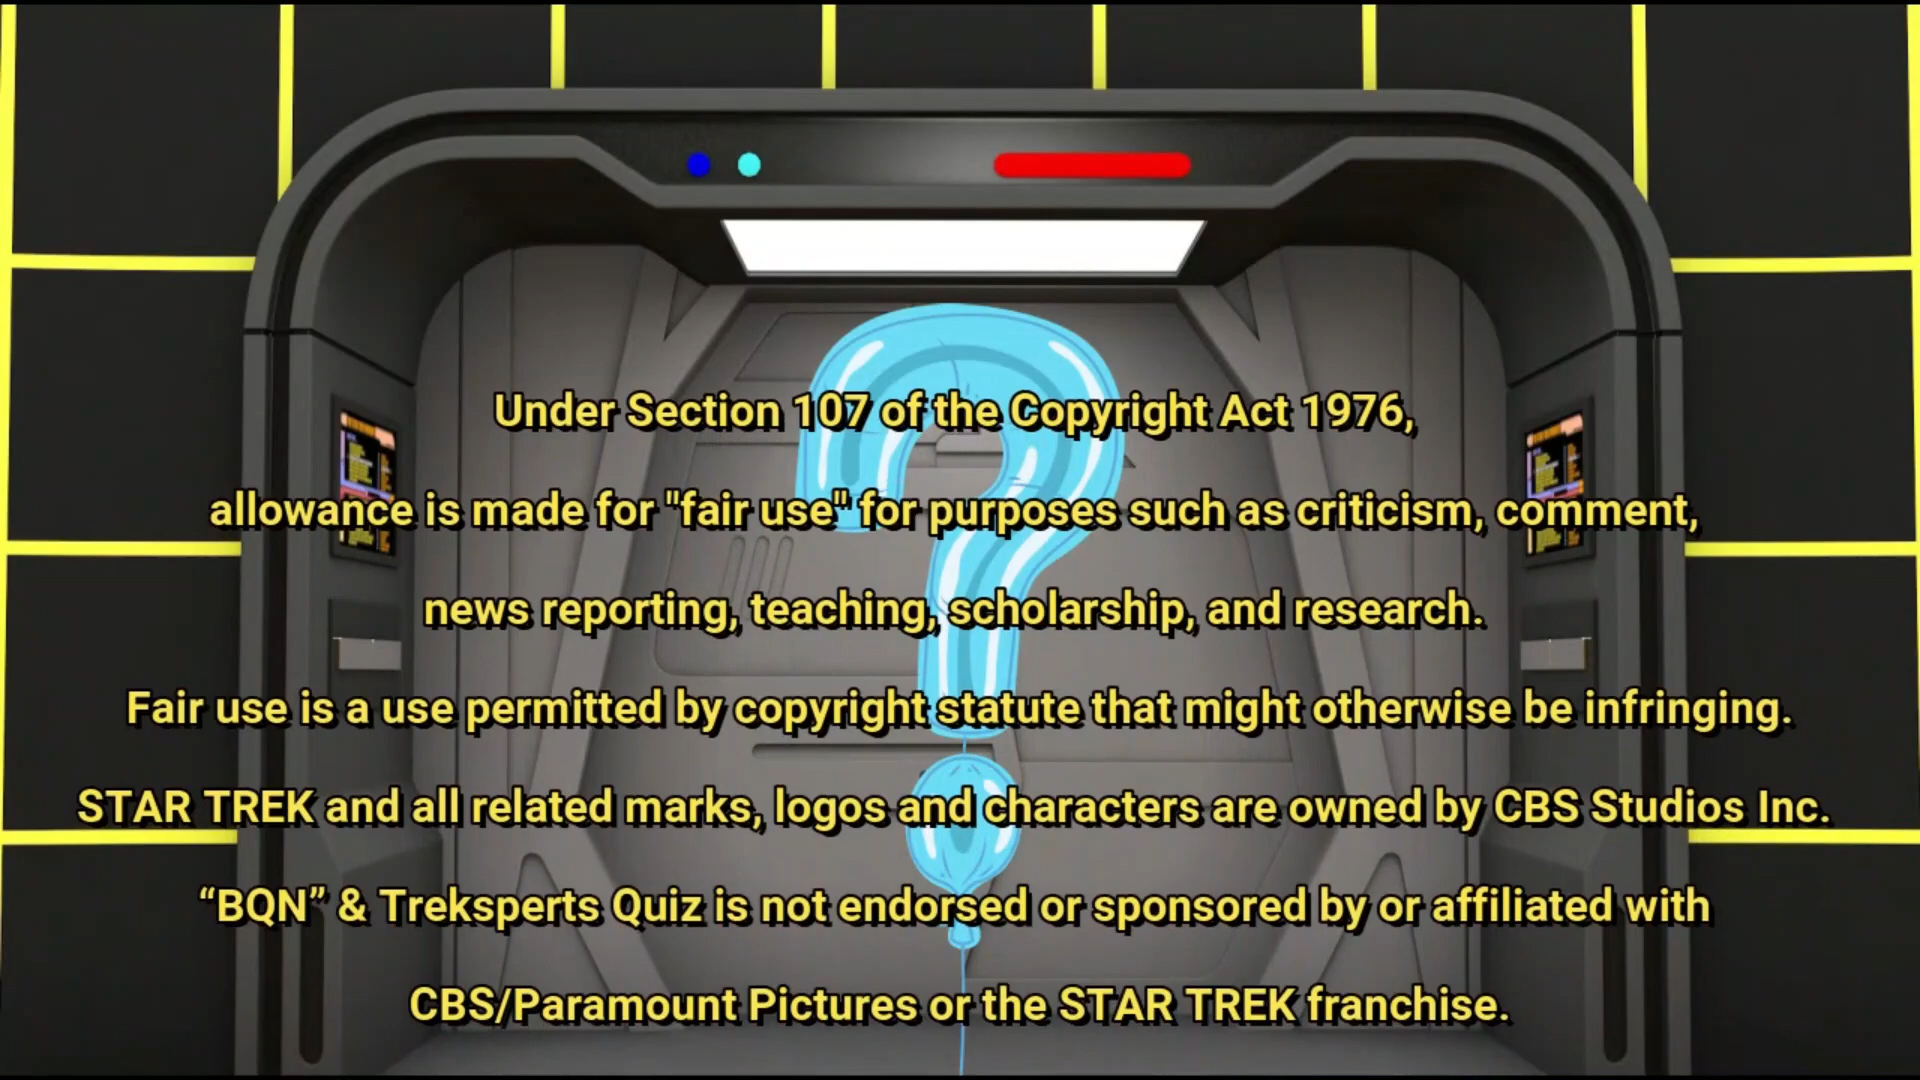 Under Section 107 of the Copyright Act 1976,
allowance is made for "fair use" for purposes such as criticism, comment,
news reporting, teaching, scholarship, and research.
Fair use is a use permitted by copyright statute that might otherwise be infringing.
STAR TREK and all related marks, logos and characters are owned by CBS Studios Inc.
“BQN” & Treksperts Quiz is not endorsed or sponsored by or affiliated with
CBS/Paramount Pictures or the STAR TREK franchise.